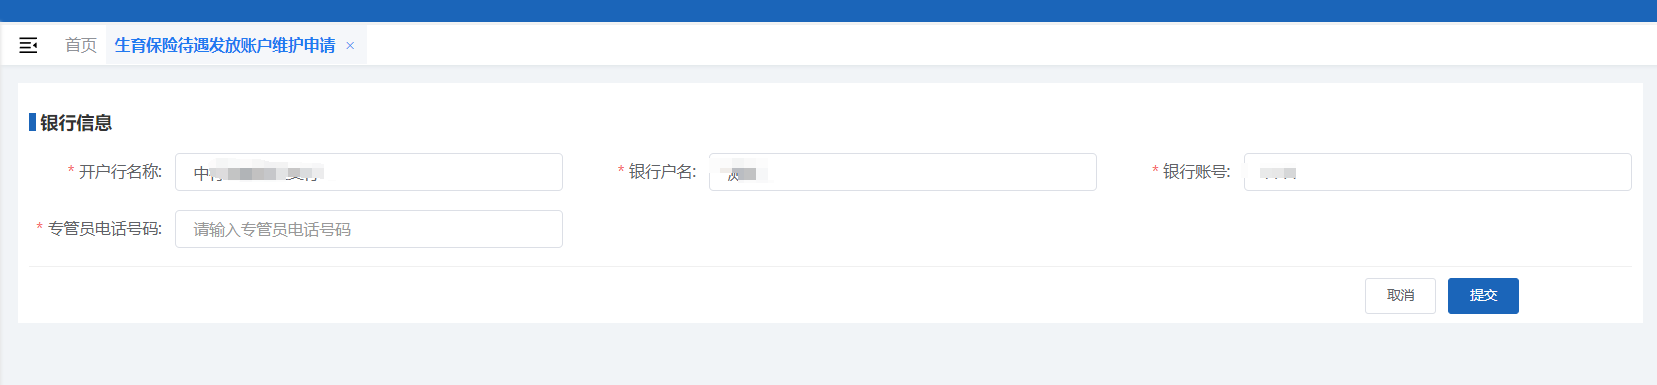 首页 生育保险待遇发放账户维护申请 ×
银行信息
* 开户行名称: 中 * 银行户名: * 银行账号:
* 专管员电话号码: 请输入专管员电话号码
取消 提交